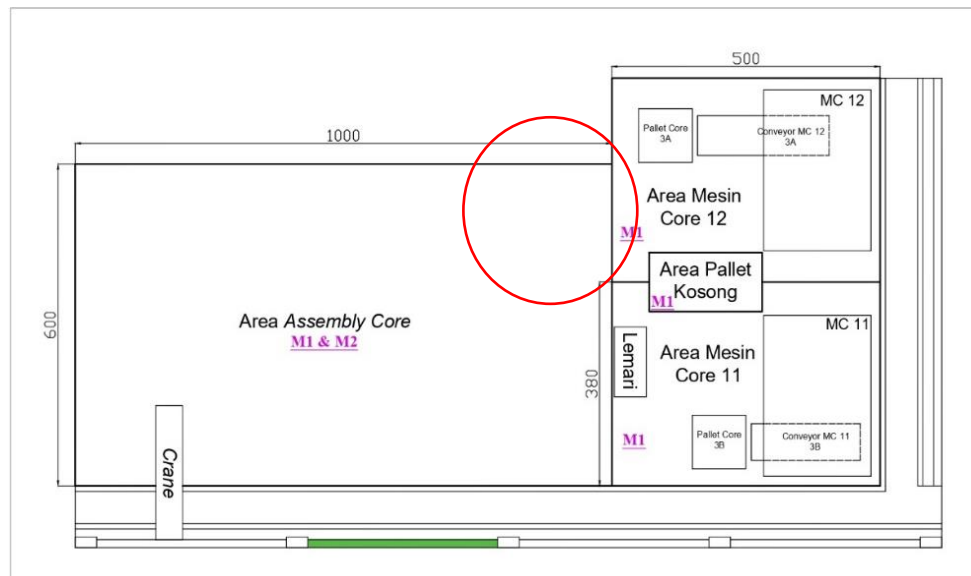 500
MC 12
Pallet Core
3A
Conveyor MC 12
3A
1000
Area Mesin
Core 12
M1
Area Pallet
Kosong
M1
600
Area Assembly Core
M1 & M2
380
Lemari
MC 11
Area Mesin
Core 11
M1
Pallet Core
3B
Conveyor MC 11
3B
Crane